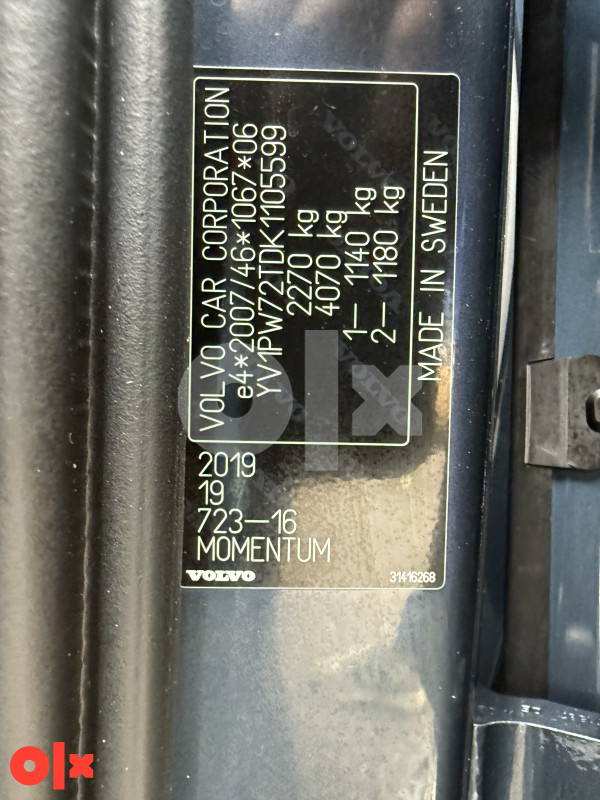 VOLVO CAR CORPORATION
e4*2007/46*1067*06
YV1PW72TDK1105599
2270 kg
4070 kg
1— 1140 kg
2— 1180 kg
MADE IN SWEDEN
2019
19
723—16
MOMENTUM
VOLVO 31416268
olx
olx